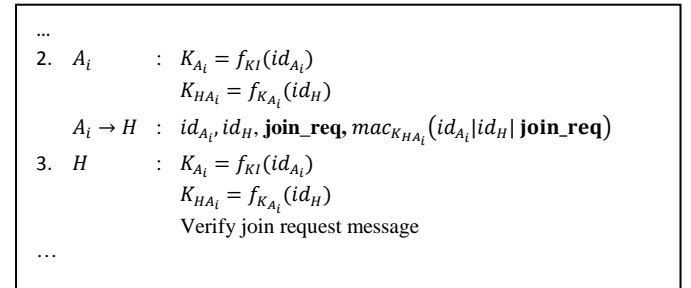 ...
2. $A_i$ : $K_{A_i} = f_{KI}(id_{A_i})$
$K_{HA_i} = f_{K_{A_i}}(id_H)$
$A_i \rightarrow H$ : $id_{A_i}, id_H$, **join_req,** $mac_{K_{HA_i}}(id_{A_i}|id_H|$ **join_req**$)$
3. $H$ : $K_{A_i} = f_{KI}(id_{A_i})$
$K_{HA_i} = f_{K_{A_i}}(id_H)$
Verify join request message
...